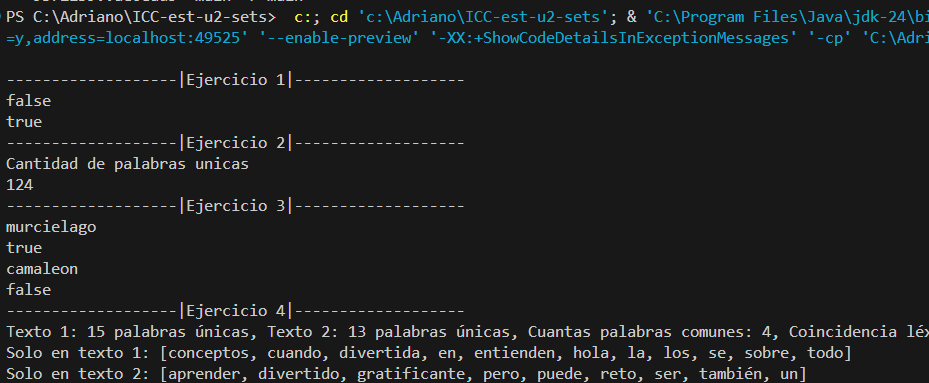 PS C:\Adriano\ICC-est-u2-sets>  c:; cd 'c:\Adriano\ICC-est-u2-sets'; & 'C:\Program Files\Java\jdk-24\bi
=y,address=localhost:49525' '--enable-preview' '-XX:+ShowCodeDetailsInExceptionMessages' '-cp' 'C:\Adri
-------------------|Ejercicio 1|-------------------
false
true
-------------------|Ejercicio 2|-------------------
Cantidad de palabras unicas
124
-------------------|Ejercicio 3|-------------------
murcielago
true
camaleon
false
-------------------|Ejercicio 4|-------------------
Texto 1: 15 palabras únicas, Texto 2: 13 palabras únicas, Cuantas palabras comunes: 4, Coincidencia léx
Solo en texto 1: [conceptos, cuando, divertida, en, entienden, hola, la, los, se, sobre, todo]
Solo en texto 2: [aprender, divertido, gratificante, pero, puede, reto, ser, también, un]